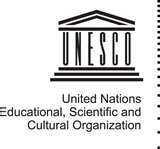 UNESCO
United Nations
Educational, Scientific and
Cultural Organization